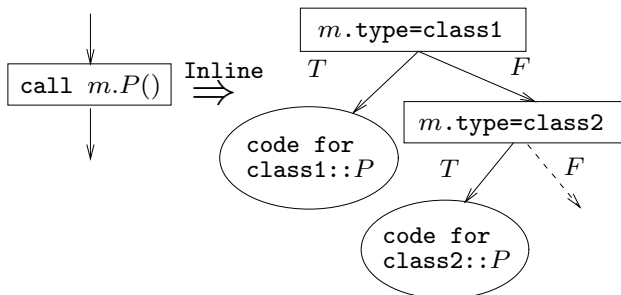 m.type=class1
Inline
T
F
call m.P()
⇒
m.type=class2
code for
class1::P
T
F
code for
class2::P